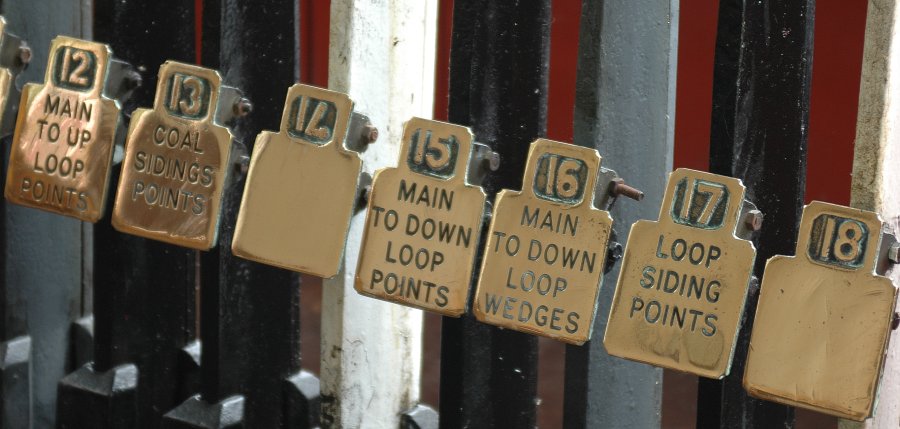 12
MAIN
TO UP
LOOP
POINTS
13
COAL
SIDINGS
POINTS
14
15
MAIN
TO DOWN
LOOP
POINTS
16
MAIN
TO DOWN
LOOP
WEDGES
17
LOOP
SIDING
POINTS
18